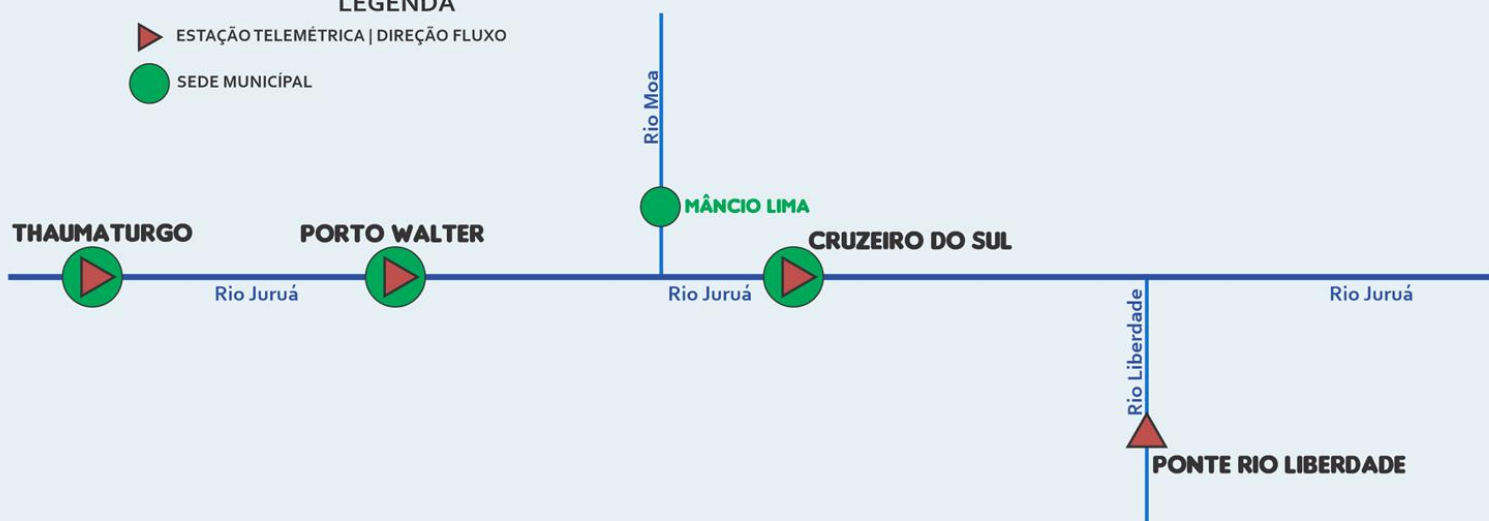 LEGENDA
ESTAÇÃO TELEMÉTRICA | DIREÇÃO FLUXO
SEDE MUNICÍPAL
Rio Moa
MÂNCIO LIMA
THAUMATURGO
PORTO WALTER
CRUZEIRO DO SUL
Rio Juruá
Rio Juruá
Rio Juruá
Rio Liberdade
PONTE RIO LIBERDADE